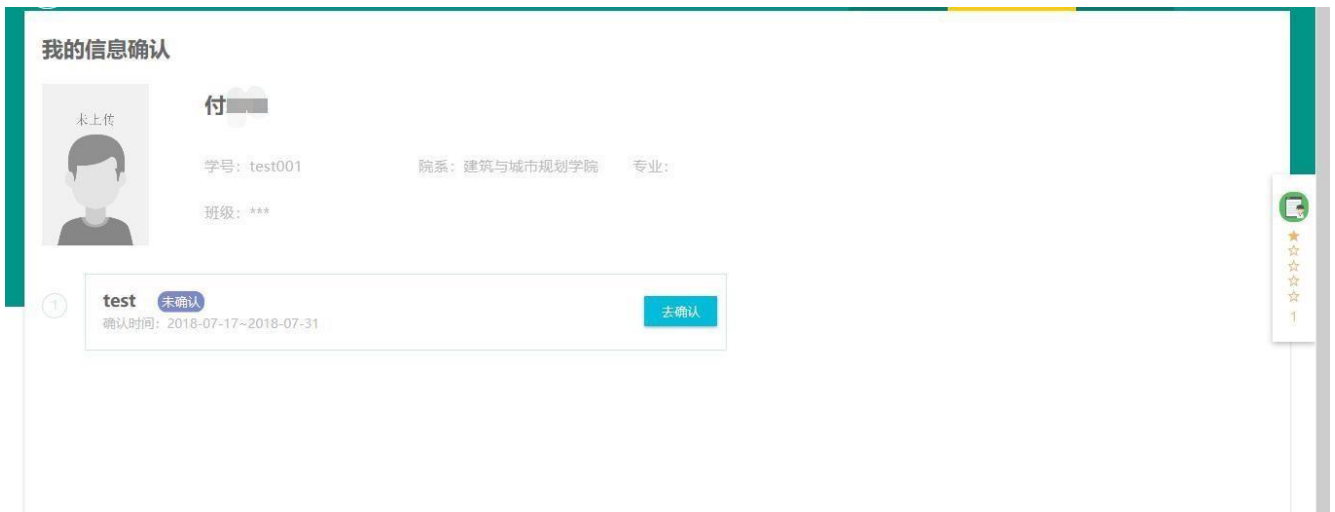 我的信息确认
未上传
付
学号：test001 院系：建筑与城市规划学院 专业：
班级：***
1 test 未确认
确认时间：2018-07-17~2018-07-31
去确认
1